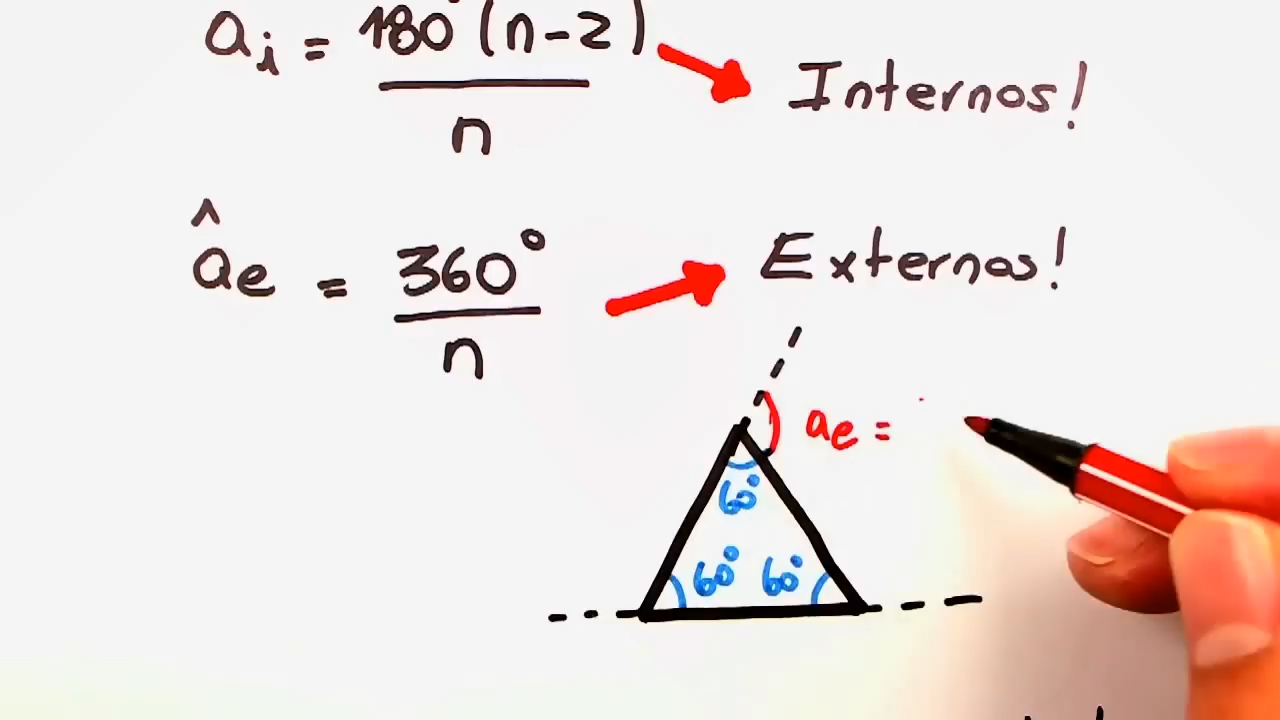 ai = 180° (n-2) / n
Internos!
âe = 360° / n
Externos!
ae =
60°
60° 60°